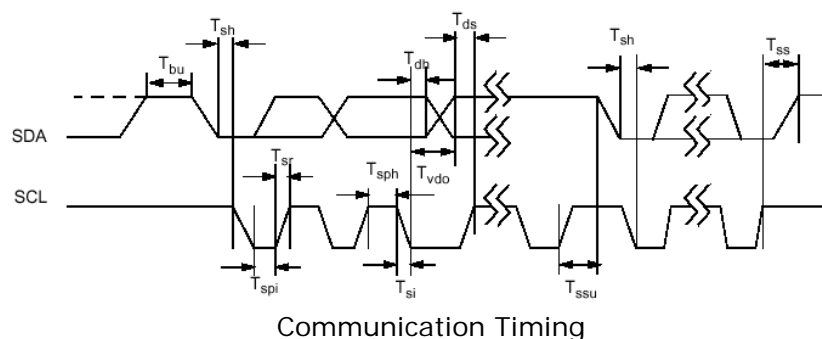 Tsh
Tds
Tbu
Tdh
Tsh
Tss
SDA
Tsr
Tsph
Tvdo
SCL
Tspi
Tsi
Tssu
Communication Timing